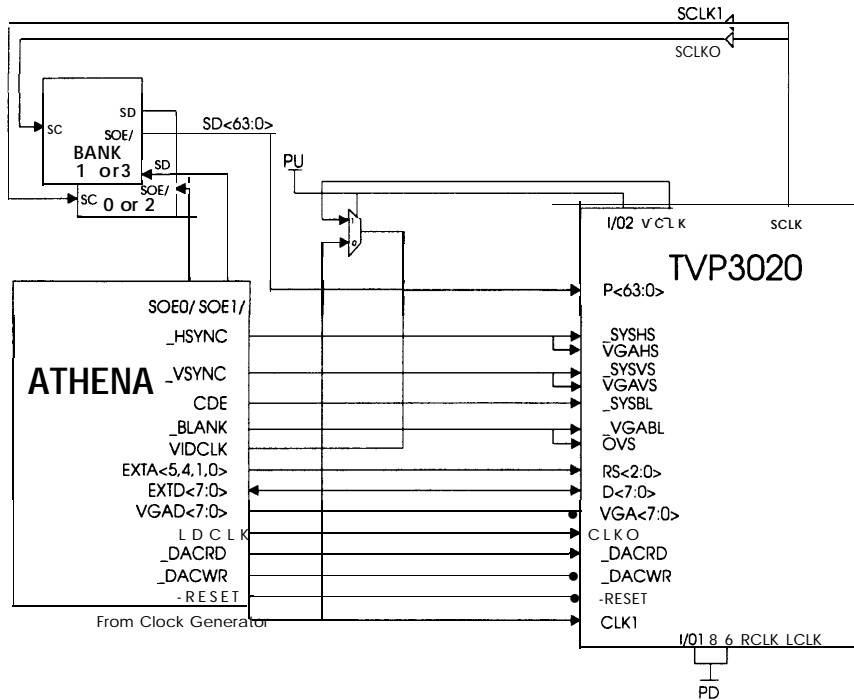 SCLK1
SCLKO
SD
SC
SOE/
SD<63:0>
BANK
1 or3
SD
SOE/
SC
0 or 2
PU
1
0
I/02 VCLK
SCLK
TVP3020
P<63:0>
SOE0/ SOE1/
_HSYNC
_SYSHS
VGAHS
ATHENA
_VSYNC
_SYSVS
VGAVS
CDE
_SYSBL
_BLANK
_VGABL
OVS
VIDCLK
EXTA<5,4,1,0>
RS<2:0>
EXTD<7:0>
D<7:0>
VGAD<7:0>
VGA<7:0>
LDCLK
CLKO
_DACRD
_DACRD
_DACWR
_DACWR
-RESET
-RESET
From Clock Generator
CLK1
I/01 8 6 RCLK LCLK
PD